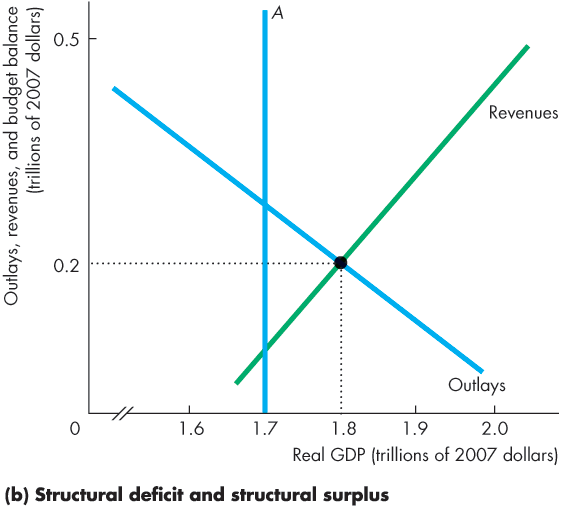 Outlays, revenues, and budget balance
(trillions of 2007 dollars)
0.5
A
Revenues
0.2
Outlays
0
1.6
1.7
1.8
1.9
2.0
Real GDP (trillions of 2007 dollars)
(b) Structural deficit and structural surplus